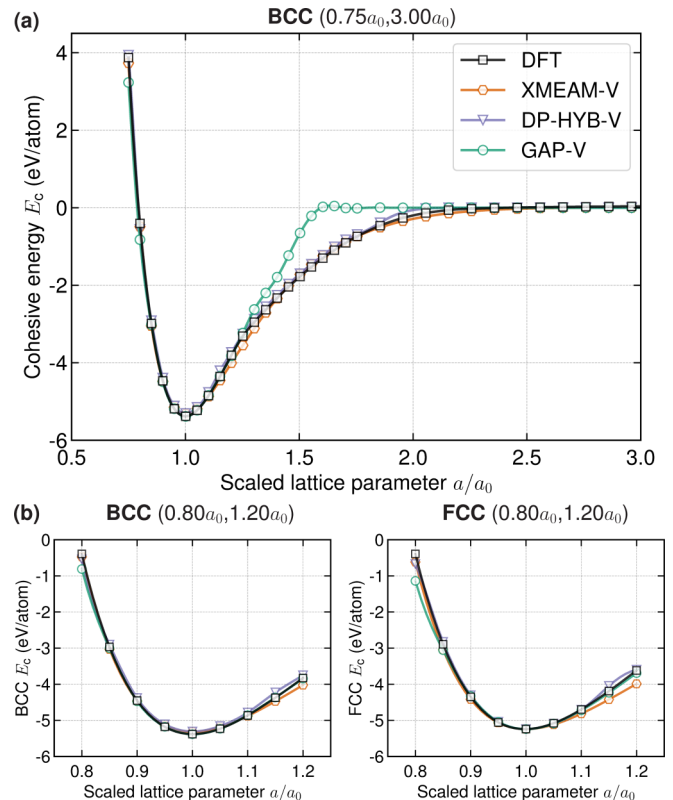 (a)
BCC (0.75a₀,3.00a₀)
DFT
XMEAM-V
DP-HYB-V
GAP-V
Cohesive energy E_c (eV/atom)
4
2
0
-2
-4
-6
0.5 1.0 1.5 2.0 2.5 3.0
Scaled lattice parameter a/a₀
(b)
BCC (0.80a₀,1.20a₀)
BCC E_c (eV/atom)
0
-1
-2
-3
-4
-5
-6
0.8 0.9 1.0 1.1 1.2
Scaled lattice parameter a/a₀
FCC (0.80a₀,1.20a₀)
FCC E_c (eV/atom)
0
-1
-2
-3
-4
-5
-6
0.8 0.9 1.0 1.1 1.2
Scaled lattice parameter a/a₀